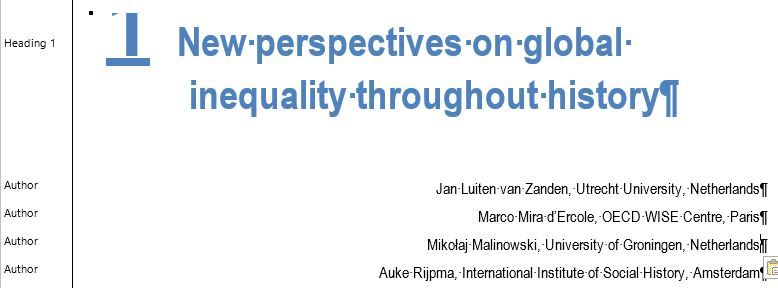 Heading 1
1 New perspectives on global
inequality throughout history¶
Author
Jan Luiten van Zanden, Utrecht University, Netherlands¶
Author
Marco Mira d'Ercole, OECD WISE Centre, Paris¶
Author
Mikołaj Malinowski, University of Groningen, Netherlands¶
Author
Auke Rijpma, International Institute of Social History, Amsterdam¶